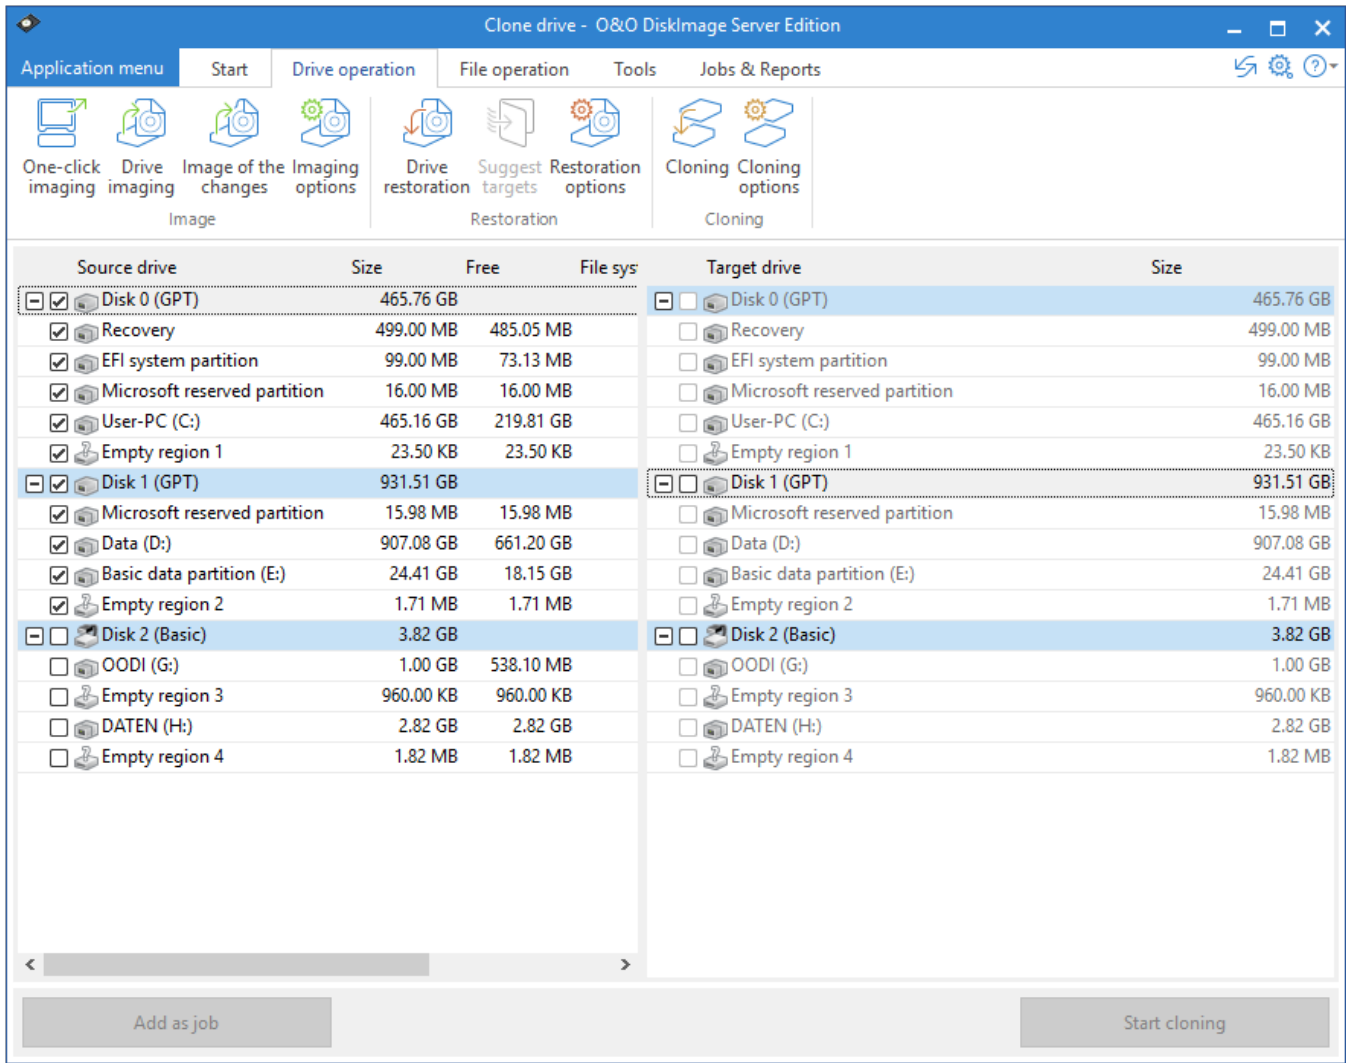 Clone drive - O&O DiskImage Server Edition
Application menu Start Drive operation File operation Tools Jobs & Reports
One-click imaging
Drive imaging
Image of the changes
Imaging options
Drive restoration
Suggest targets
Restoration options
Cloning
Cloning options
Image Restoration Cloning
Source drive Size Free File sys
Disk 0 (GPT) 465.76 GB
Recovery 499.00 MB 485.05 MB
EFI system partition 99.00 MB 73.13 MB
Microsoft reserved partition 16.00 MB 16.00 MB
User-PC (C:) 465.16 GB 219.81 GB
Empty region 1 23.50 KB 23.50 KB
Disk 1 (GPT) 931.51 GB
Microsoft reserved partition 15.98 MB 15.98 MB
Data (D:) 907.08 GB 661.20 GB
Basic data partition (E:) 24.41 GB 18.15 GB
Empty region 2 1.71 MB 1.71 MB
Disk 2 (Basic) 3.82 GB
OODI (G:) 1.00 GB 538.10 MB
Empty region 3 960.00 KB 960.00 KB
DATEN (H:) 2.82 GB 2.82 GB
Empty region 4 1.82 MB 1.82 MB
Target drive Size
Disk 0 (GPT) 465.76 GB
Recovery 499.00 MB
EFI system partition 99.00 MB
Microsoft reserved partition 16.00 MB
User-PC (C:) 465.16 GB
Empty region 1 23.50 KB
Disk 1 (GPT) 931.51 GB
Microsoft reserved partition 15.98 MB
Data (D:) 907.08 GB
Basic data partition (E:) 24.41 GB
Empty region 2 1.71 MB
Disk 2 (Basic) 3.82 GB
OODI (G:) 1.00 GB
Empty region 3 960.00 KB
DATEN (H:) 2.82 GB
Empty region 4 1.82 MB
Add as job Start cloning